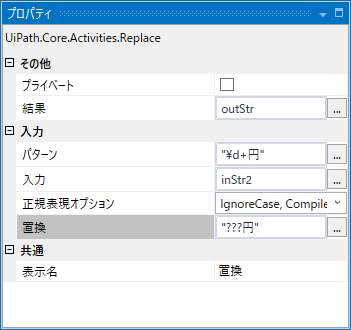 プロパティ
UiPath.Core.Activities.Replace
その他
プライベート
結果 outStr ...
入力
パターン "¥d+円" ...
入力 inStr2 ...
正規表現オプション IgnoreCase, Compile
置換 "???円" ...
共通
表示名 置換